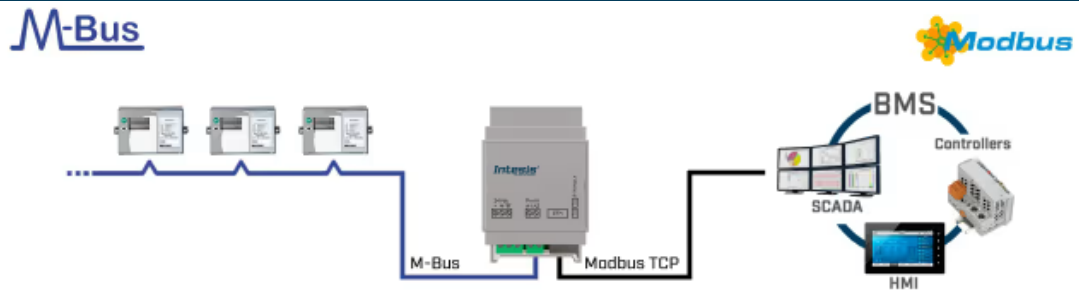 M-Bus
Modbus
BMS
Controllers
Intesis
SCADA
M-Bus
Modbus TCP
HMI